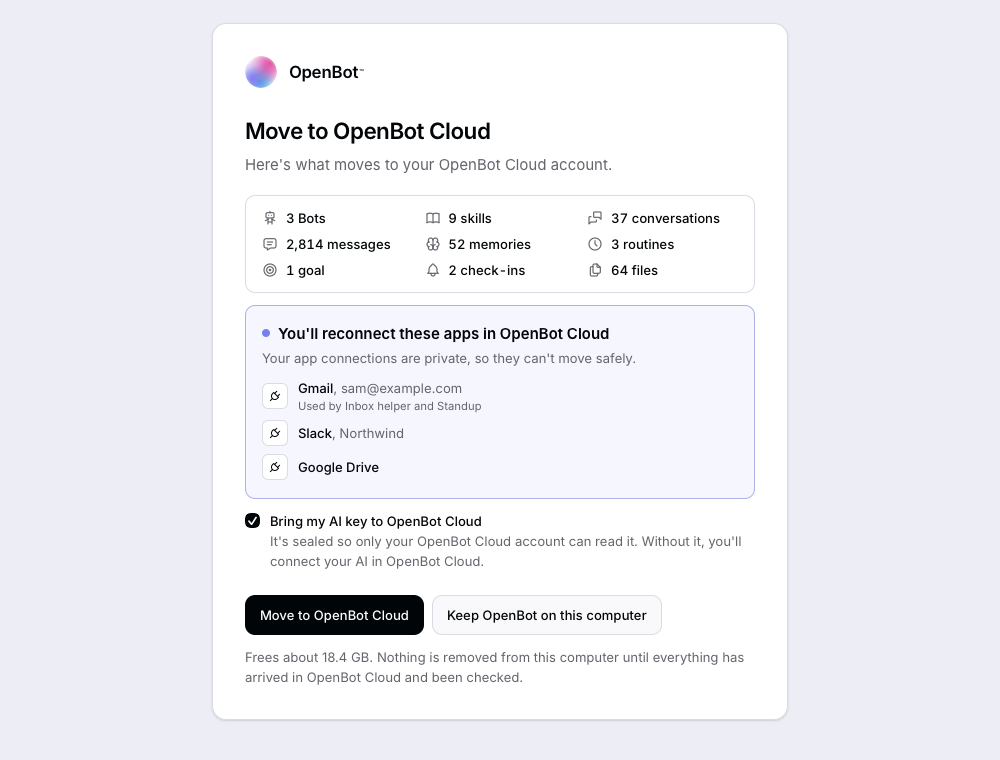 OpenBot™
Move to OpenBot Cloud
Here's what moves to your OpenBot Cloud account.
3 Bots
9 skills
37 conversations
2,814 messages
52 memories
3 routines
1 goal
2 check-ins
64 files
You'll reconnect these apps in OpenBot Cloud
Your app connections are private, so they can't move safely.
Gmail, sam@example.com
Used by Inbox helper and Standup
Slack, Northwind
Google Drive
Bring my AI key to OpenBot Cloud
It's sealed so only your OpenBot Cloud account can read it. Without it, you'll
connect your AI in OpenBot Cloud.
Move to OpenBot Cloud
Keep OpenBot on this computer
Frees about 18.4 GB. Nothing is removed from this computer until everything has
arrived in OpenBot Cloud and been checked.